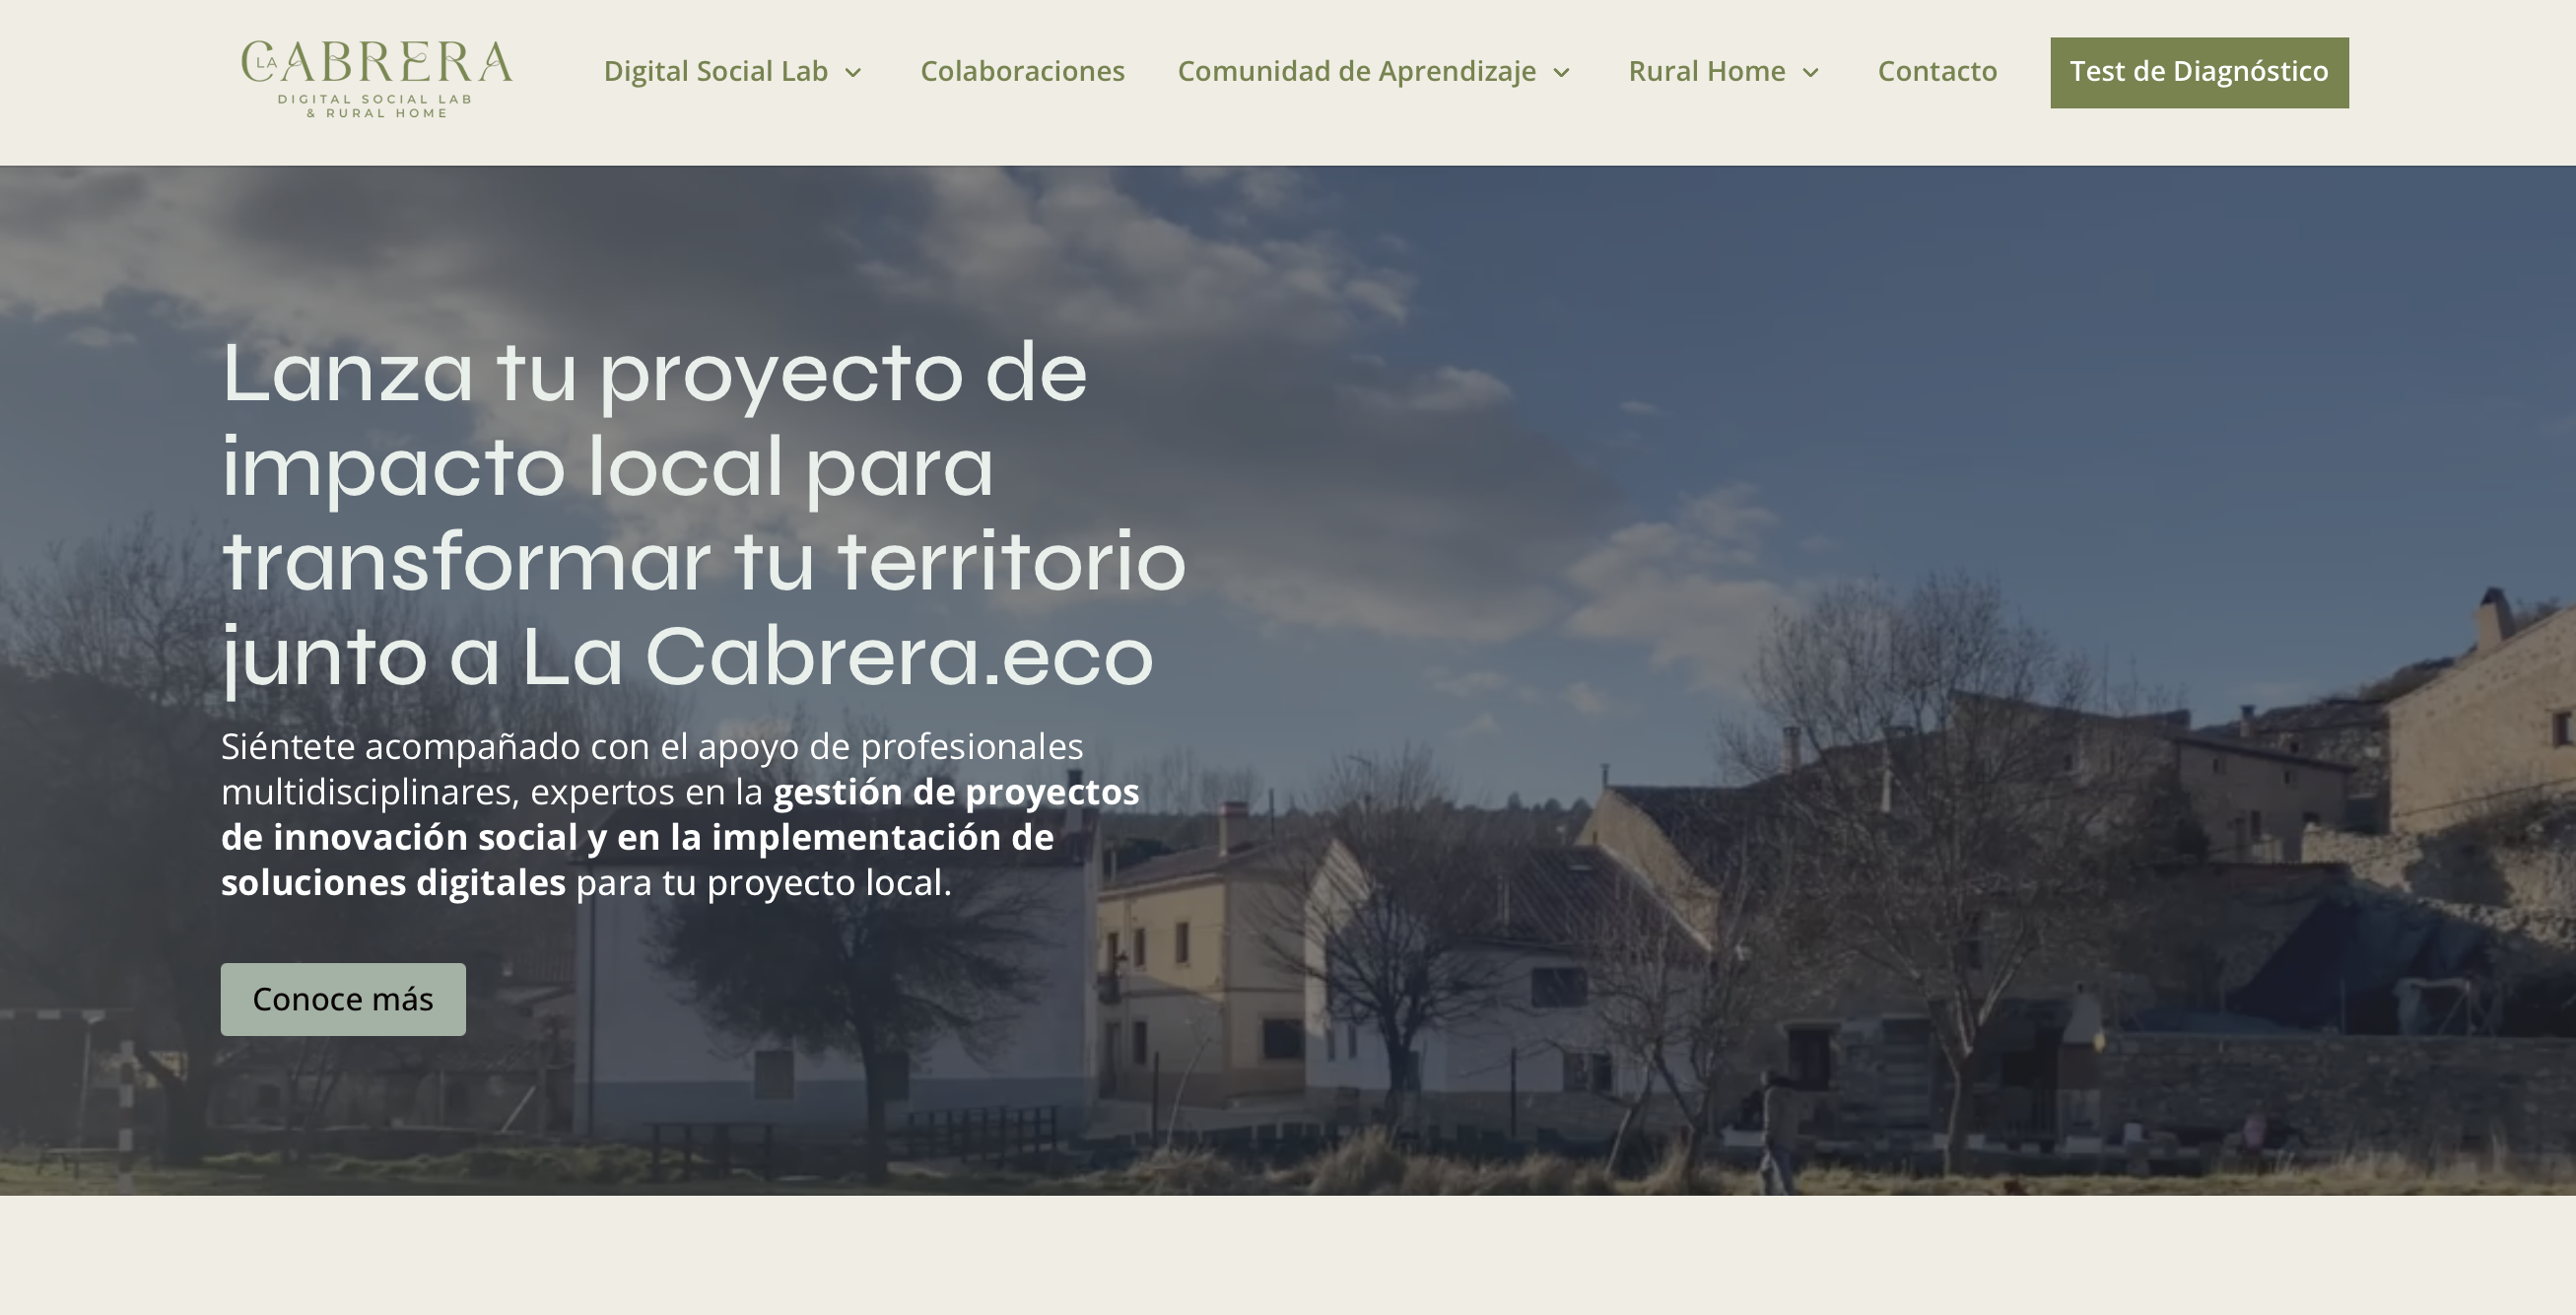 LA CABRERA
DIGITAL SOCIAL LAB
& RURAL HOME
Digital Social Lab
Colaboraciones
Comunidad de Aprendizaje
Rural Home
Contacto
Test de Diagnóstico
Lanza tu proyecto de
impacto local para
transformar tu territorio
junto a La Cabrera.eco
Siéntete acompañado con el apoyo de profesionales
multidisciplinares, expertos en la gestión de proyectos
de innovación social y en la implementación de
soluciones digitales para tu proyecto local.
Conoce más